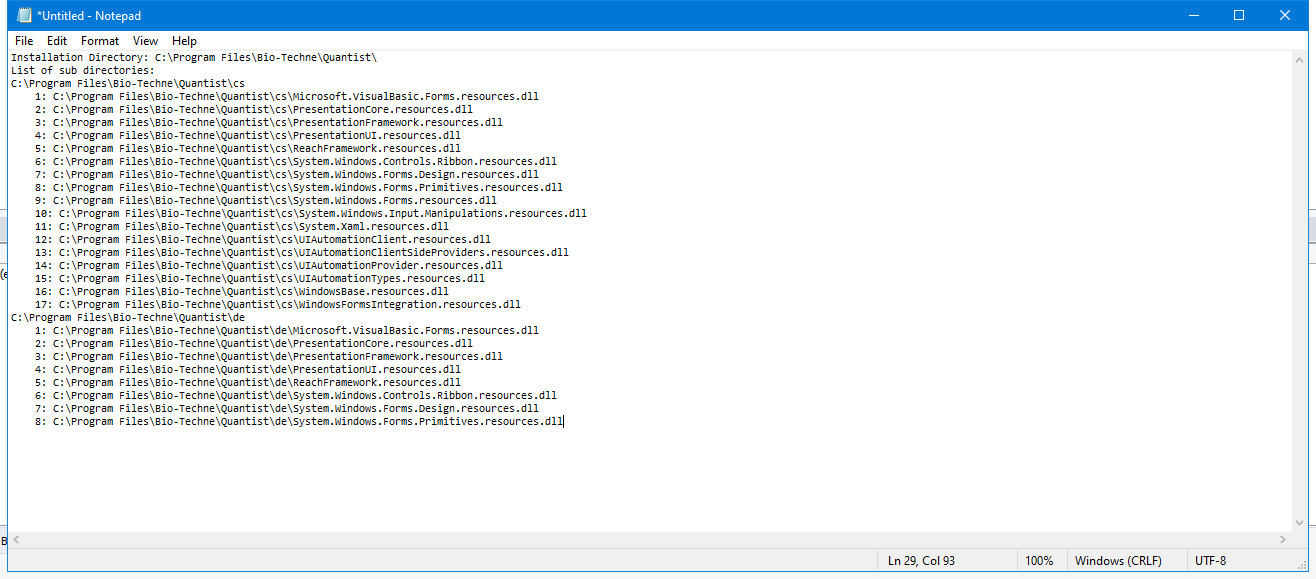 *Untitled - Notepad
File Edit Format View Help
Installation Directory: C:\Program Files\Bio-Techne\Quantist\
List of sub directories:
C:\Program Files\Bio-Techne\Quantist\cs
1: C:\Program Files\Bio-Techne\Quantist\cs\Microsoft.VisualBasic.Forms.resources.dll
2: C:\Program Files\Bio-Techne\Quantist\cs\PresentationCore.resources.dll
3: C:\Program Files\Bio-Techne\Quantist\cs\PresentationFramework.resources.dll
4: C:\Program Files\Bio-Techne\Quantist\cs\PresentationUI.resources.dll
5: C:\Program Files\Bio-Techne\Quantist\cs\ReachFramework.resources.dll
6: C:\Program Files\Bio-Techne\Quantist\cs\System.Windows.Controls.Ribbon.resources.dll
7: C:\Program Files\Bio-Techne\Quantist\cs\System.Windows.Forms.Design.resources.dll
8: C:\Program Files\Bio-Techne\Quantist\cs\System.Windows.Forms.Primitives.resources.dll
9: C:\Program Files\Bio-Techne\Quantist\cs\System.Windows.Forms.resources.dll
10: C:\Program Files\Bio-Techne\Quantist\cs\System.Windows.Input.Manipulations.resources.dll
11: C:\Program Files\Bio-Techne\Quantist\cs\System.Xaml.resources.dll
12: C:\Program Files\Bio-Techne\Quantist\cs\UIAutomationClient.resources.dll
13: C:\Program Files\Bio-Techne\Quantist\cs\UIAutomationClientSideProviders.resources.dll
14: C:\Program Files\Bio-Techne\Quantist\cs\UIAutomationProvider.resources.dll
15: C:\Program Files\Bio-Techne\Quantist\cs\UIAutomationTypes.resources.dll
16: C:\Program Files\Bio-Techne\Quantist\cs\WindowsBase.resources.dll
17: C:\Program Files\Bio-Techne\Quantist\cs\WindowsFormsIntegration.resources.dll
C:\Program Files\Bio-Techne\Quantist\de
1: C:\Program Files\Bio-Techne\Quantist\de\Microsoft.VisualBasic.Forms.resources.dll
2: C:\Program Files\Bio-Techne\Quantist\de\PresentationCore.resources.dll
3: C:\Program Files\Bio-Techne\Quantist\de\PresentationFramework.resources.dll
4: C:\Program Files\Bio-Techne\Quantist\de\PresentationUI.resources.dll
5: C:\Program Files\Bio-Techne\Quantist\de\ReachFramework.resources.dll
6: C:\Program Files\Bio-Techne\Quantist\de\System.Windows.Controls.Ribbon.resources.dll
7: C:\Program Files\Bio-Techne\Quantist\de\System.Windows.Forms.Design.resources.dll
8: C:\Program Files\Bio-Techne\Quantist\de\System.Windows.Forms.Primitives.resources.dll
Ln 29, Col 93 100% Windows (CRLF) UTF-8